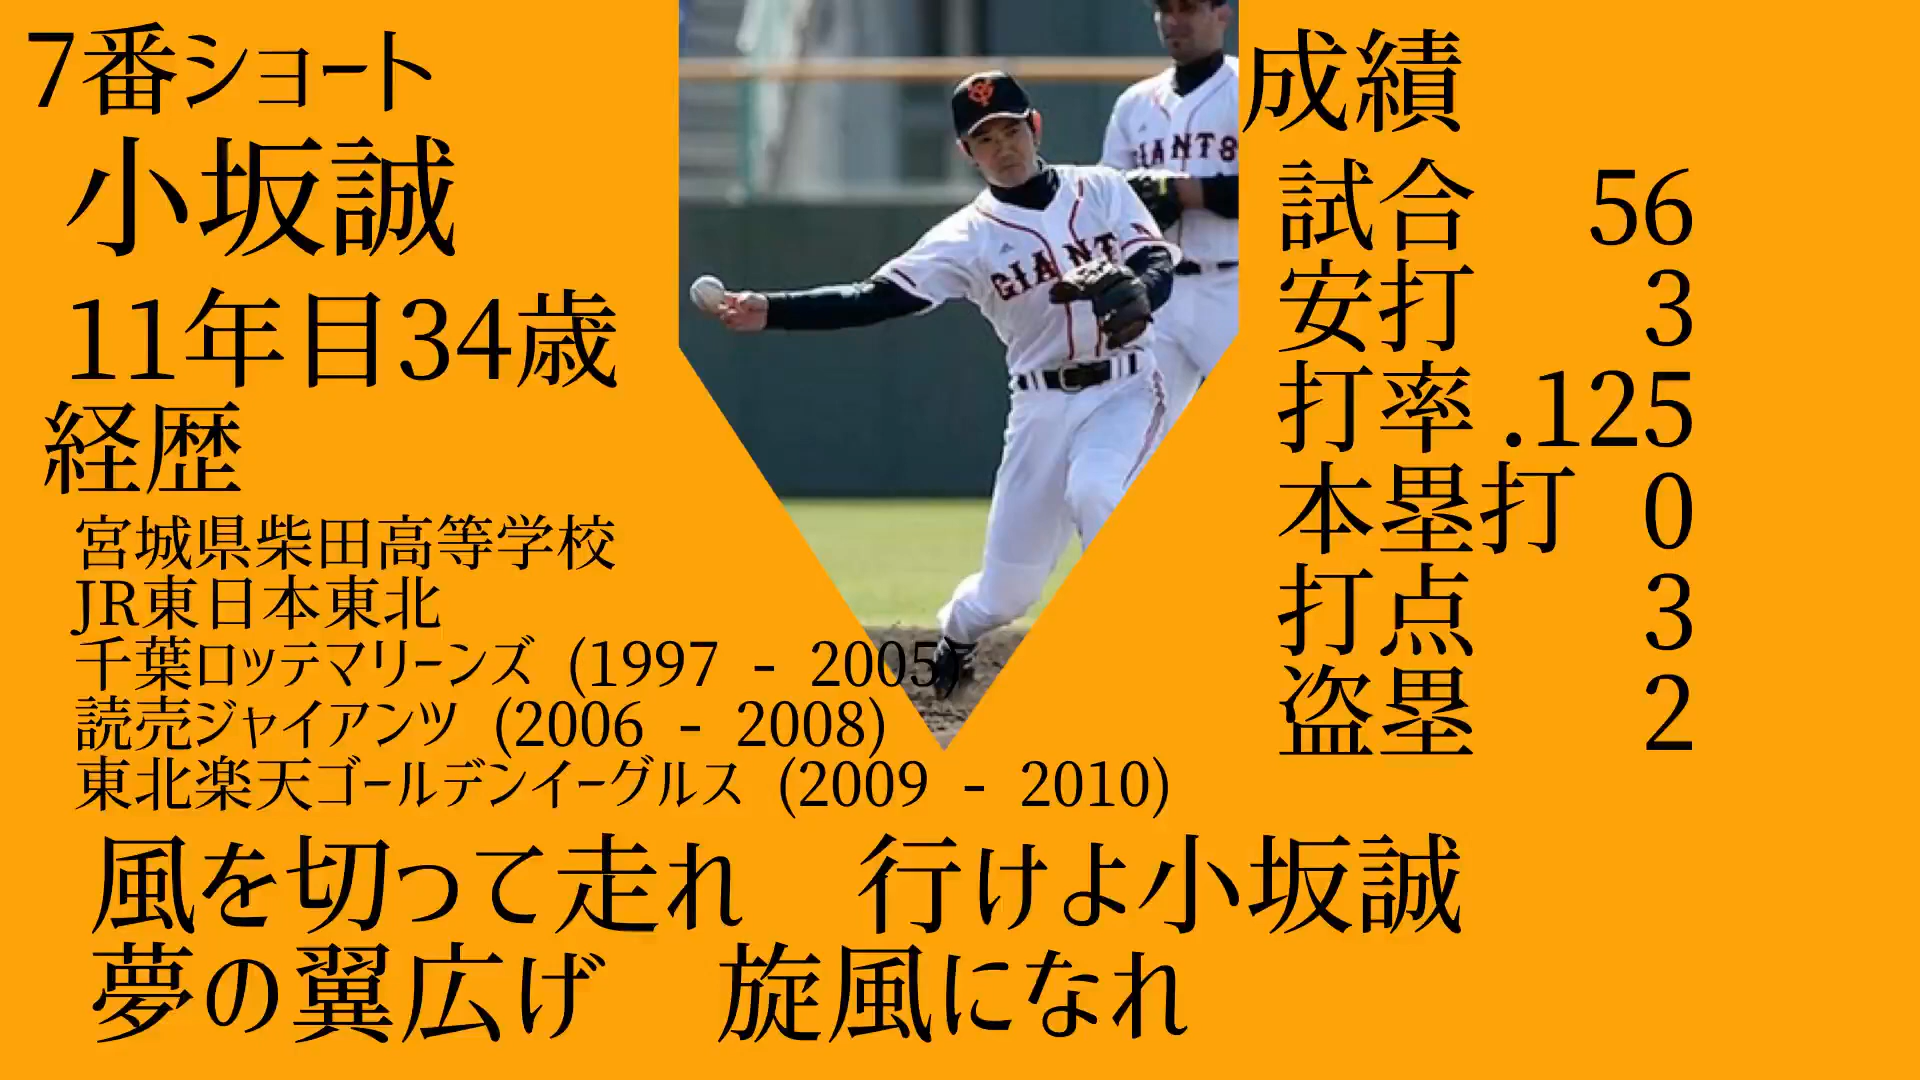 7番ショート
小坂誠
11年目34歳
経歴
宮城県柴田高等学校
JR東日本東北
千葉ロッテマリーンズ (1997 - 2005)
読売ジャイアンツ (2006 - 2008)
東北楽天ゴールデンイーグルス (2009 - 2010)
成績
試合 56
安打 3
打率 .125
本塁打 0
打点 3
盗塁 2
風を切って走れ 行けよ小坂誠
夢の翼広げ 旋風になれ
GIANTS
GIANTS